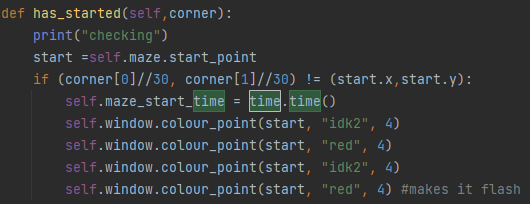 def has_started(self,corner):
    print("checking")
    start =self.maze.start_point
    if (corner[0]//30, corner[1]//30) != (start.x,start.y):
        self.maze_start_time = time.time()
        self.window.colour_point(start, "idk2", 4)
        self.window.colour_point(start, "red", 4)
        self.window.colour_point(start, "idk2", 4)
        self.window.colour_point(start, "red", 4) #makes it flash